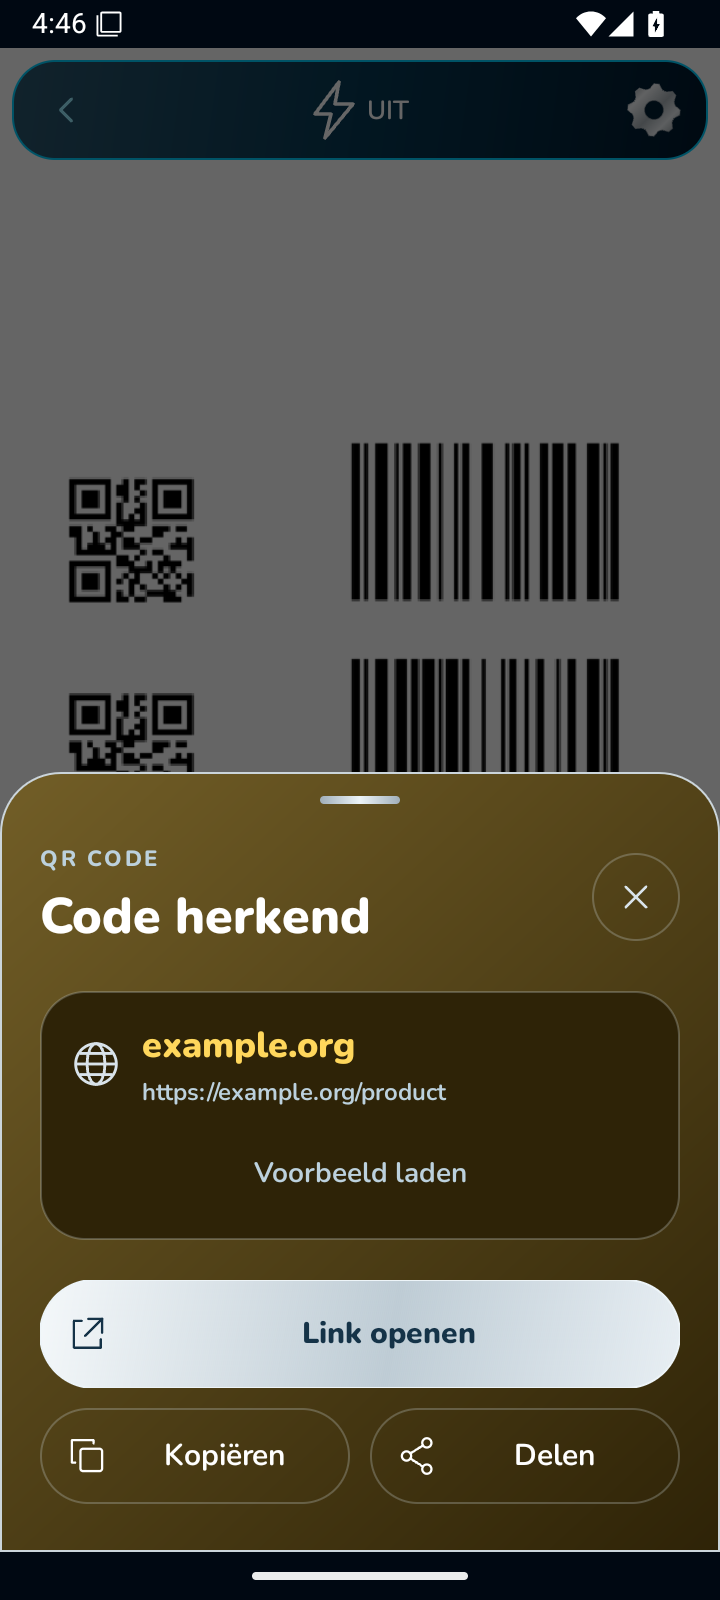 4:46
UIT
QR CODE
Code herkend
example.org
https://example.org/product
Voorbeeld laden
Link openen
Kopiëren
Delen